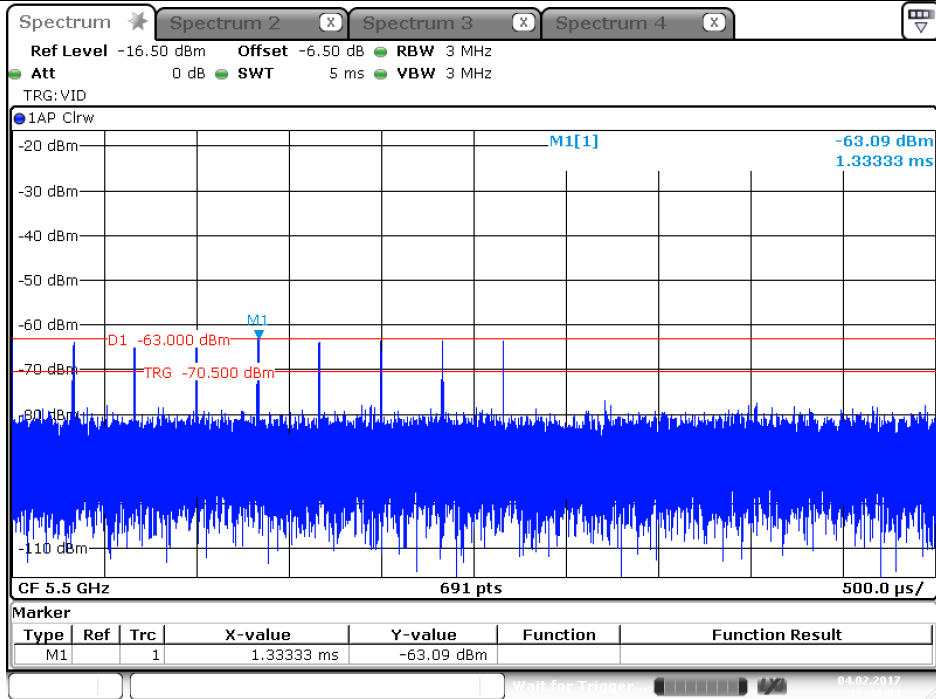 Spectrum Spectrum 2 X Spectrum 3 X Spectrum 4 X
Ref Level -16.50 dBm Offset -6.50 dB RBW 3 MHz
Att 0 dB SWT 5 ms VBW 3 MHz
TRG:VID
1AP Clrw
M1[1] -63.09 dBm
1.33333 ms
-20 dBm
-30 dBm
-40 dBm
-50 dBm
-60 dBm
M1
D1 -63.000 dBm
-70 dBm
TRG -70.500 dBm
-80 dBm
-110 dBm
CF 5.5 GHz 691 pts 500.0 µs/
Marker
Type Ref Trc X-value Y-value Function Function Result
M1 1 1.33333 ms -63.09 dBm
Wait for Trigger...
04.02.2017